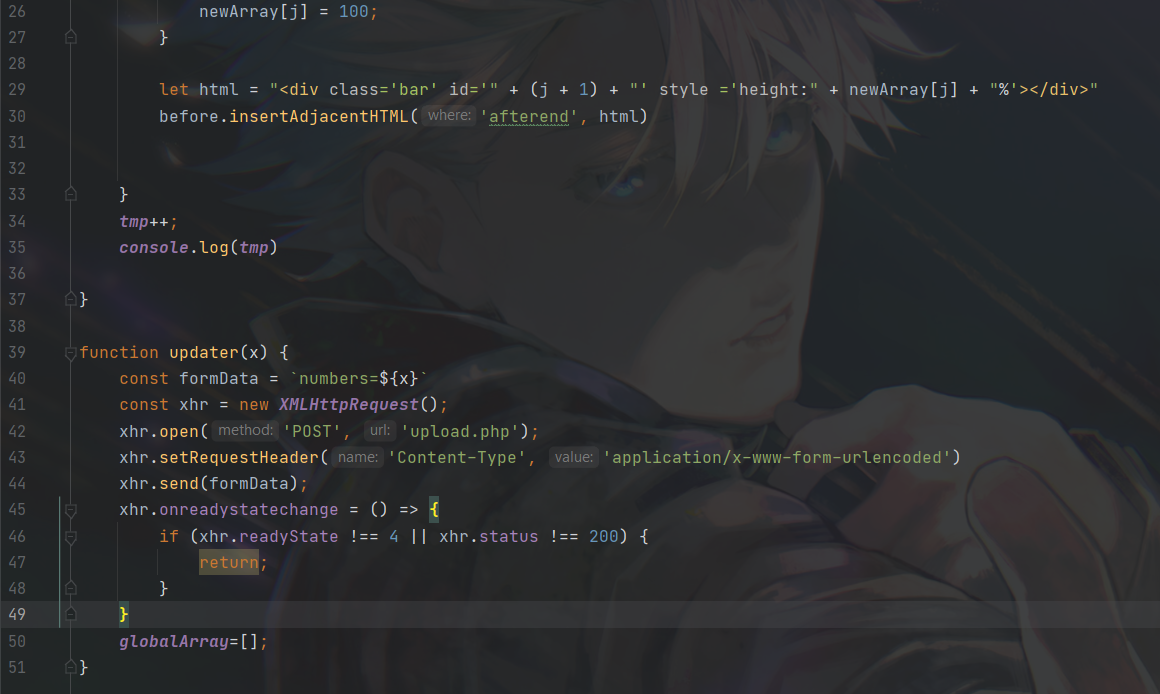 26 newArray[j] = 100;
27 }
28
29 let html = "<div class='bar' id='" + (j + 1) + "' style ='height:" + newArray[j] + "%'></div>"
30 before.insertAdjacentHTML( where: 'afterend', html)
31
32
33 }
34 tmp++;
35 console.log(tmp)
36
37 }
38
39 function updater(x) {
40 const formData = `numbers=${x}`
41 const xhr = new XMLHttpRequest();
42 xhr.open( method: 'POST', url: 'upload.php');
43 xhr.setRequestHeader( name: 'Content-Type', value: 'application/x-www-form-urlencoded')
44 xhr.send(formData);
45 xhr.onreadystatechange = () => {
46 if (xhr.readyState !== 4 || xhr.status !== 200) {
47 return;
48 }
49 }
50 globalArray=[];
51 }